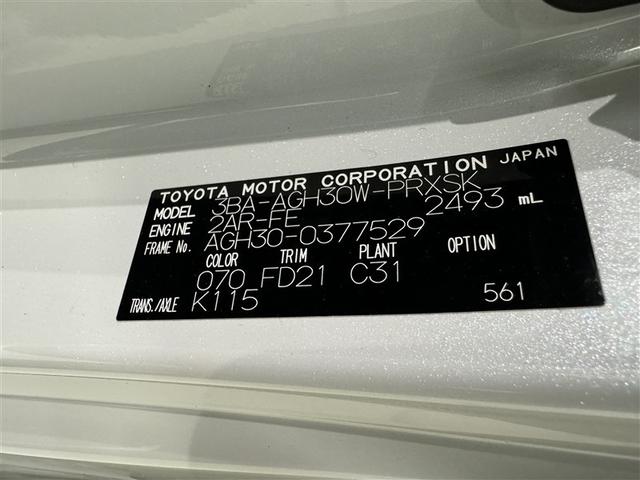 TOYOTA MOTOR CORPORATION JAPAN
MODEL 3BA-AGH30W-PRXSK
ENGINE 2AR-FE 2493 mL
FRAME No. AGH30-0377529
COLOR TRIM PLANT OPTION
070 FD21 C31
TRANS./AXLE K115 561